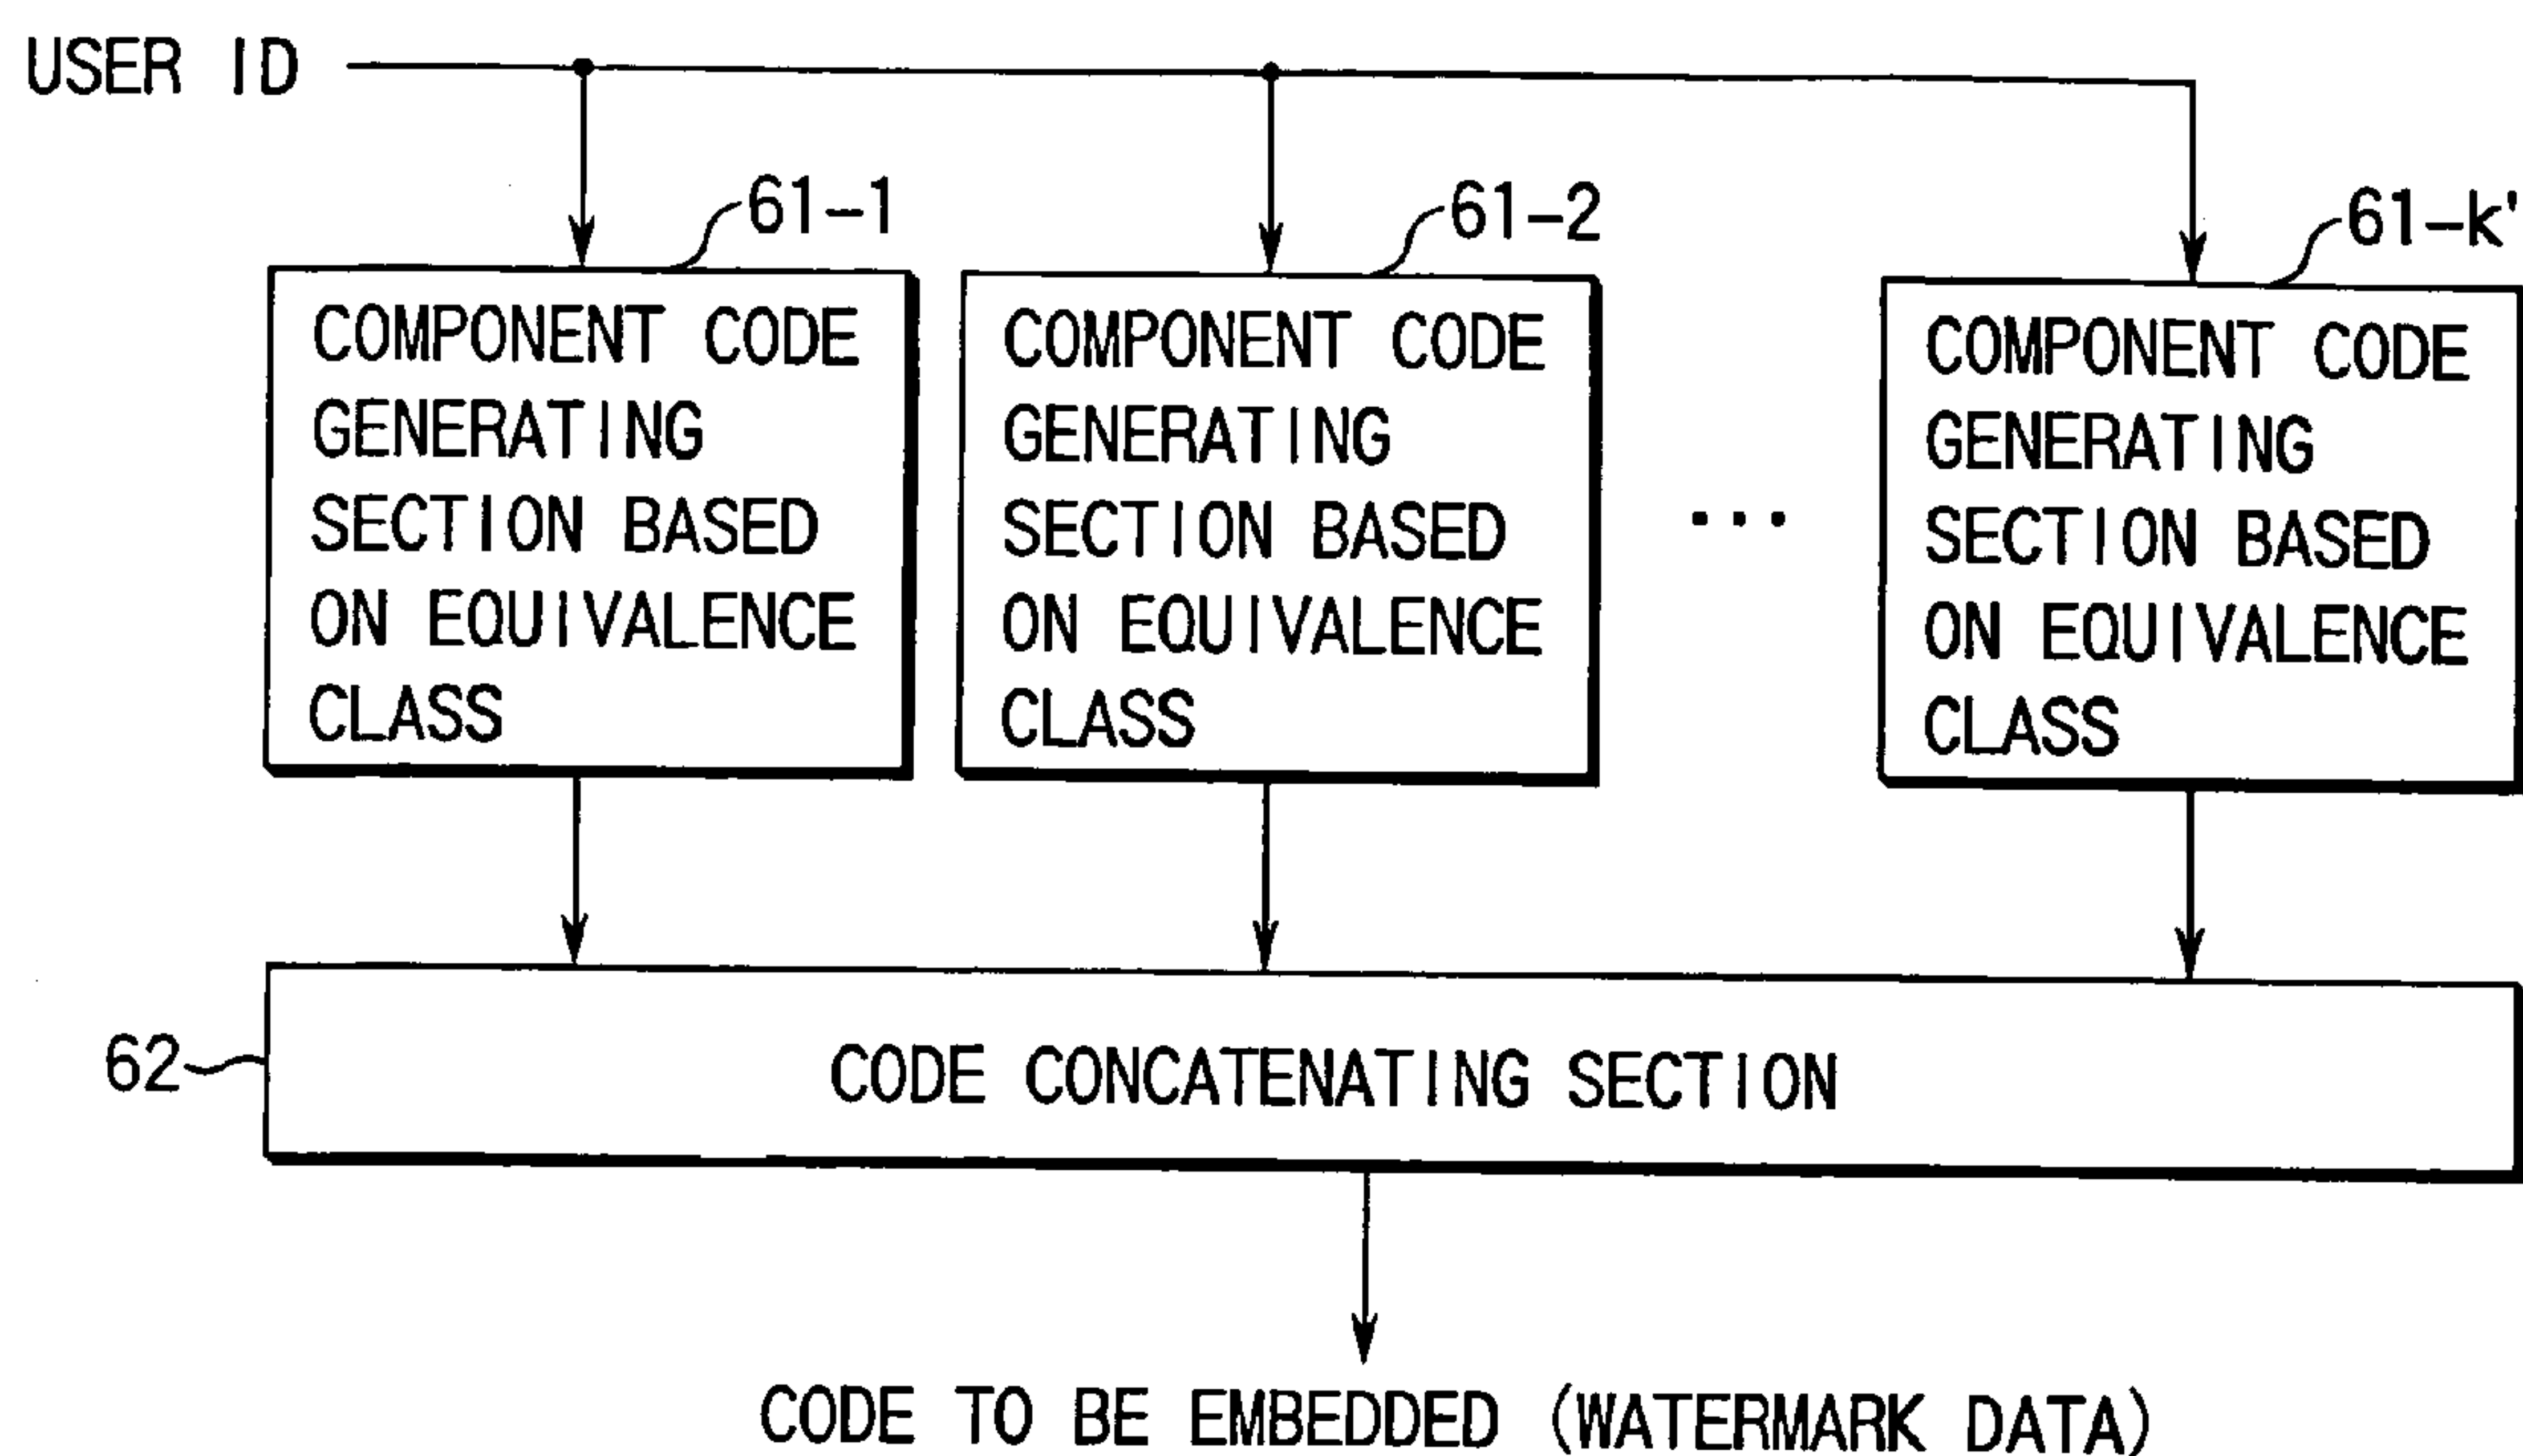 USER ID
61-1
61-2
61-k'
COMPONENT CODE
GENERATING
SECTION BASED
ON EQUIVALENCE
CLASS
COMPONENT CODE
GENERATING
SECTION BASED
ON EQUIVALENCE
CLASS
...
COMPONENT CODE
GENERATING
SECTION BASED
ON EQUIVALENCE
CLASS
62
CODE CONCATENATING SECTION
CODE TO BE EMBEDDED (WATERMARK DATA)